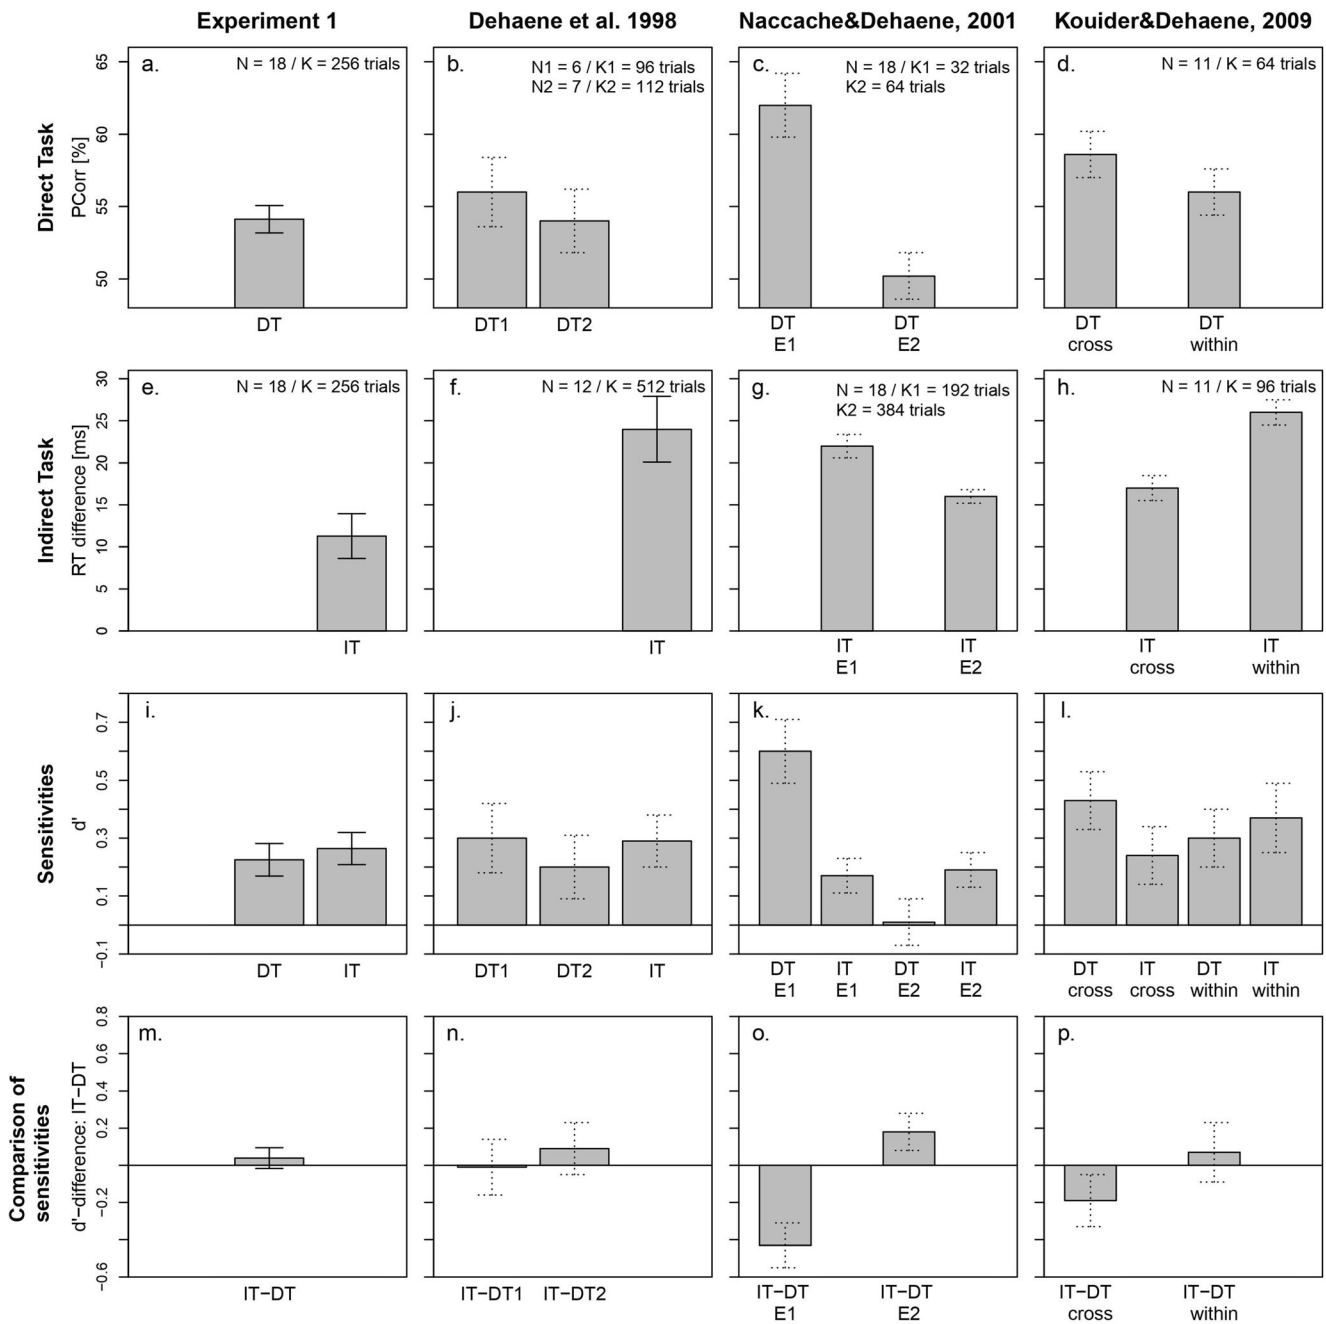 Experiment 1
Dehaene et al. 1998
Naccache&Dehaene, 2001
Kouider&Dehaene, 2009
Direct Task
PCorr [%]
65
60
55
50
a.
N = 18 / K = 256 trials
DT
b.
N1 = 6 / K1 = 96 trials
N2 = 7 / K2 = 112 trials
DT1
DT2
c.
N = 18 / K1 = 32 trials
K2 = 64 trials
DT
E1
DT
E2
d.
N = 11 / K = 64 trials
DT
cross
DT
within
Indirect Task
RT difference [ms]
30
25
20
15
10
5
0
e.
N = 18 / K = 256 trials
IT
f.
N = 12 / K = 512 trials
IT
g.
N = 18 / K1 = 192 trials
K2 = 384 trials
IT
E1
IT
E2
h.
N = 11 / K = 96 trials
IT
cross
IT
within
Sensitivities
d'
0.7
0.5
0.3
0.1
−0.1
i.
DT
IT
j.
DT1
DT2
IT
k.
DT
E1
IT
E1
DT
E2
IT
E2
l.
DT
cross
IT
cross
DT
within
IT
within
Comparison of
sensitivities
d'−difference: IT−DT
0.8
0.6
0.4
0.2
−0.2
−0.6
m.
IT−DT
n.
IT−DT1
IT−DT2
o.
IT−DT
E1
IT−DT
E2
p.
IT−DT
cross
IT−DT
within